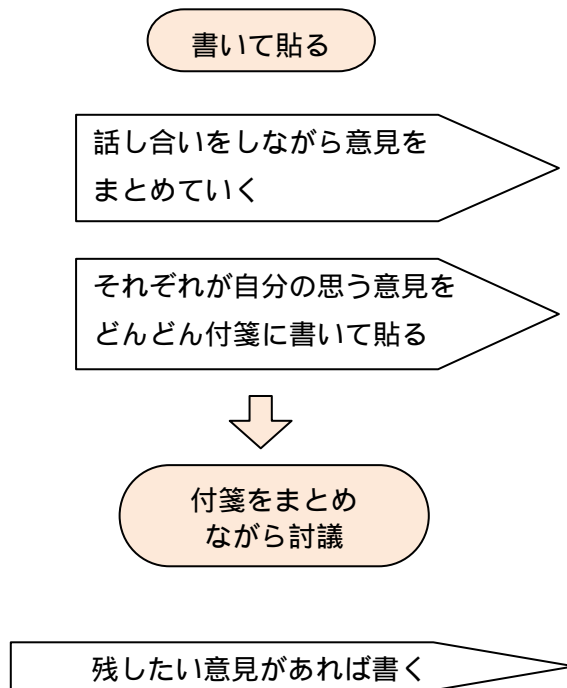 書いて貼る
話し合いをしながら意見を
まとめていく
それぞれが自分の思う意見を
どんどん付箋に書いて貼る
付箋をまとめ
ながら討議
残したい意見があれば書く